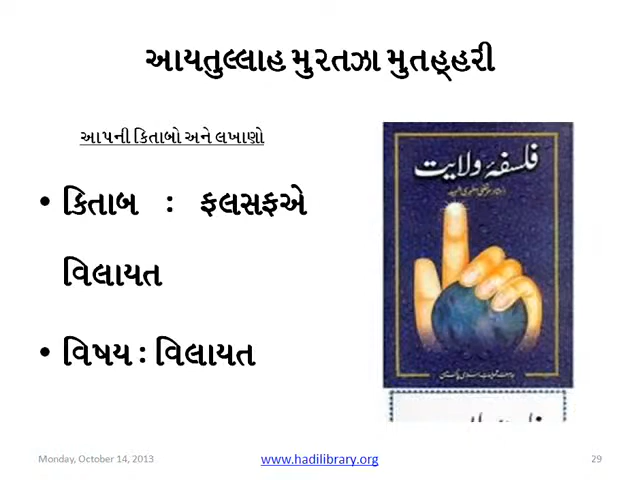 આયતુલ્લાહ મુરતઝા મુતહ્હરી
આપની કિતાબો અને લખાણો
• કિતાબ : ફલસફએ
વિલાયત
• વિષય : વિલાયત
فلسفۂ ولایت
Monday, October 14, 2013
www.hadilibrary.org
29